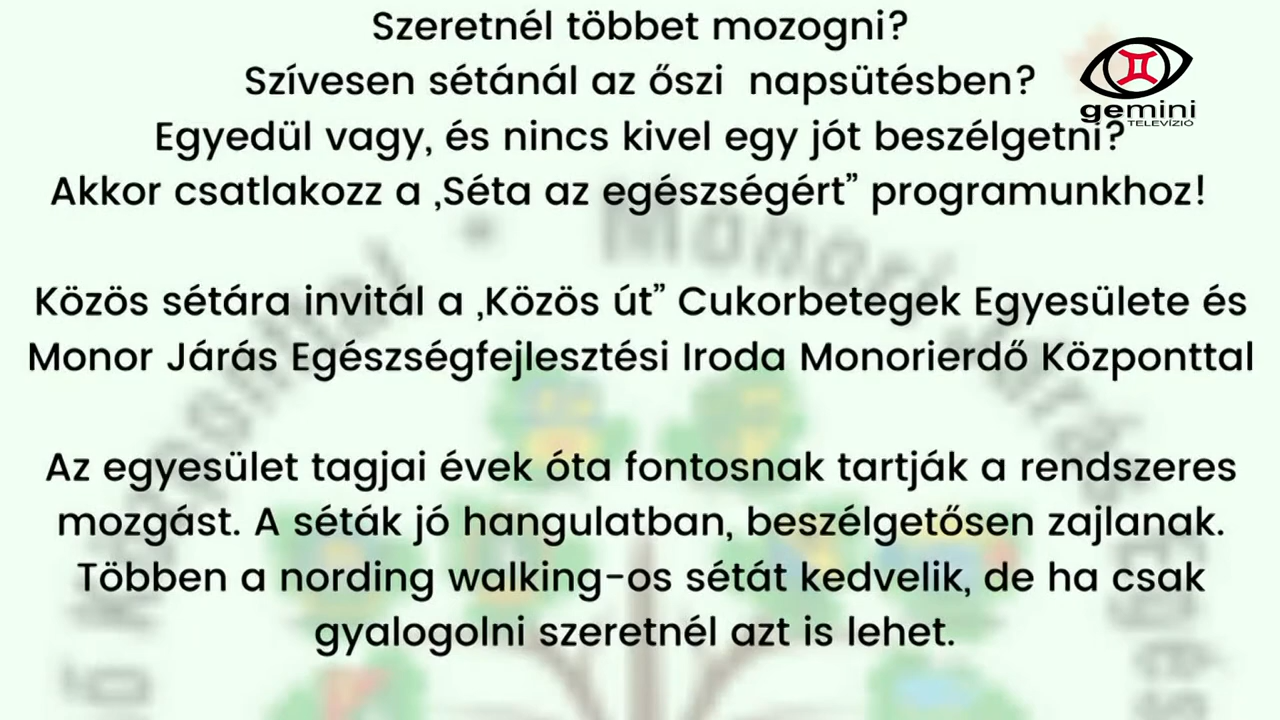 Szeretnél többet mozogni?
Szívesen sétánál az őszi napsütésben?
Egyedül vagy, és nincs kivel egy jót beszélgetni?
Akkor csatlakozz a ‚Séta az egészségért” programunkhoz!
Közös sétára invitál a ‚Közös út” Cukorbetegek Egyesülete és
Monor Járás Egészségfejlesztési Iroda Monorierdő Központtal
Az egyesület tagjai évek óta fontosnak tartják a rendszeres
mozgást. A séták jó hangulatban, beszélgetősen zajlanak.
Többen a nording walking-os sétát kedvelik, de ha csak
gyalogolni szeretnél azt is lehet.
gemini
TELEVÍZIÓ
Monori Járás